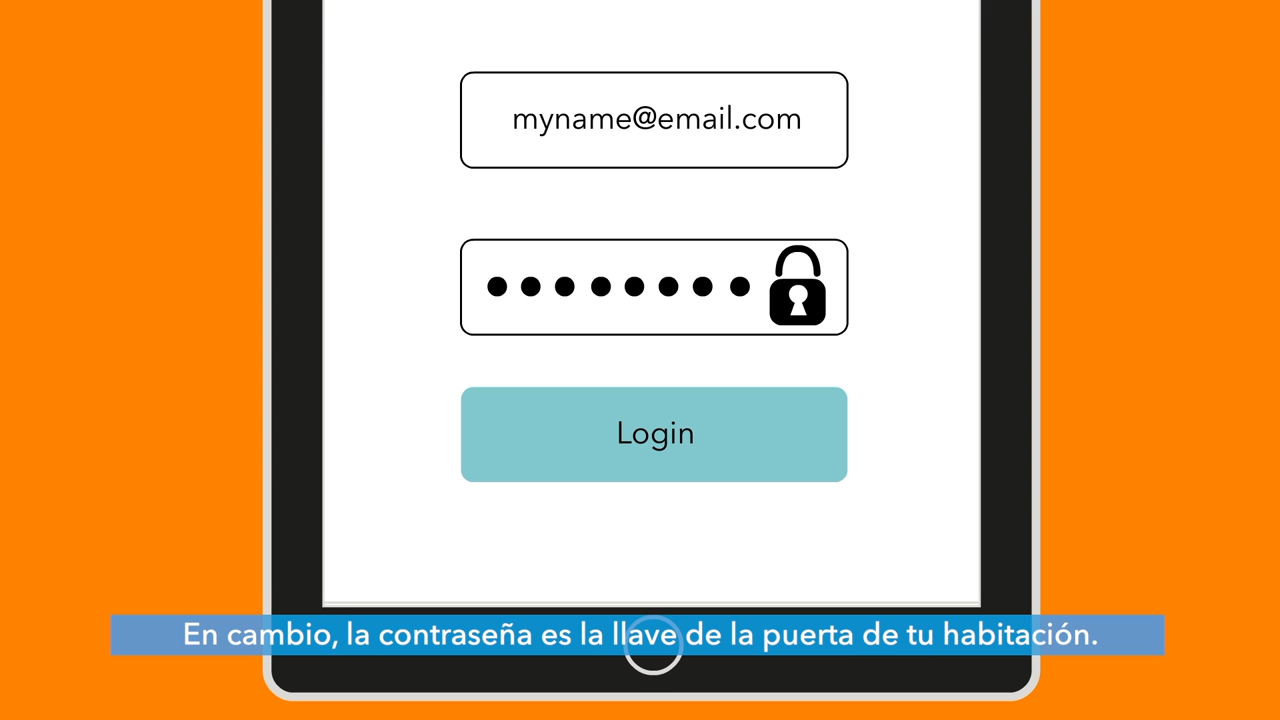 myname@email.com
••••••••
Login
En cambio, la contraseña es la llave de la puerta de tu habitación.